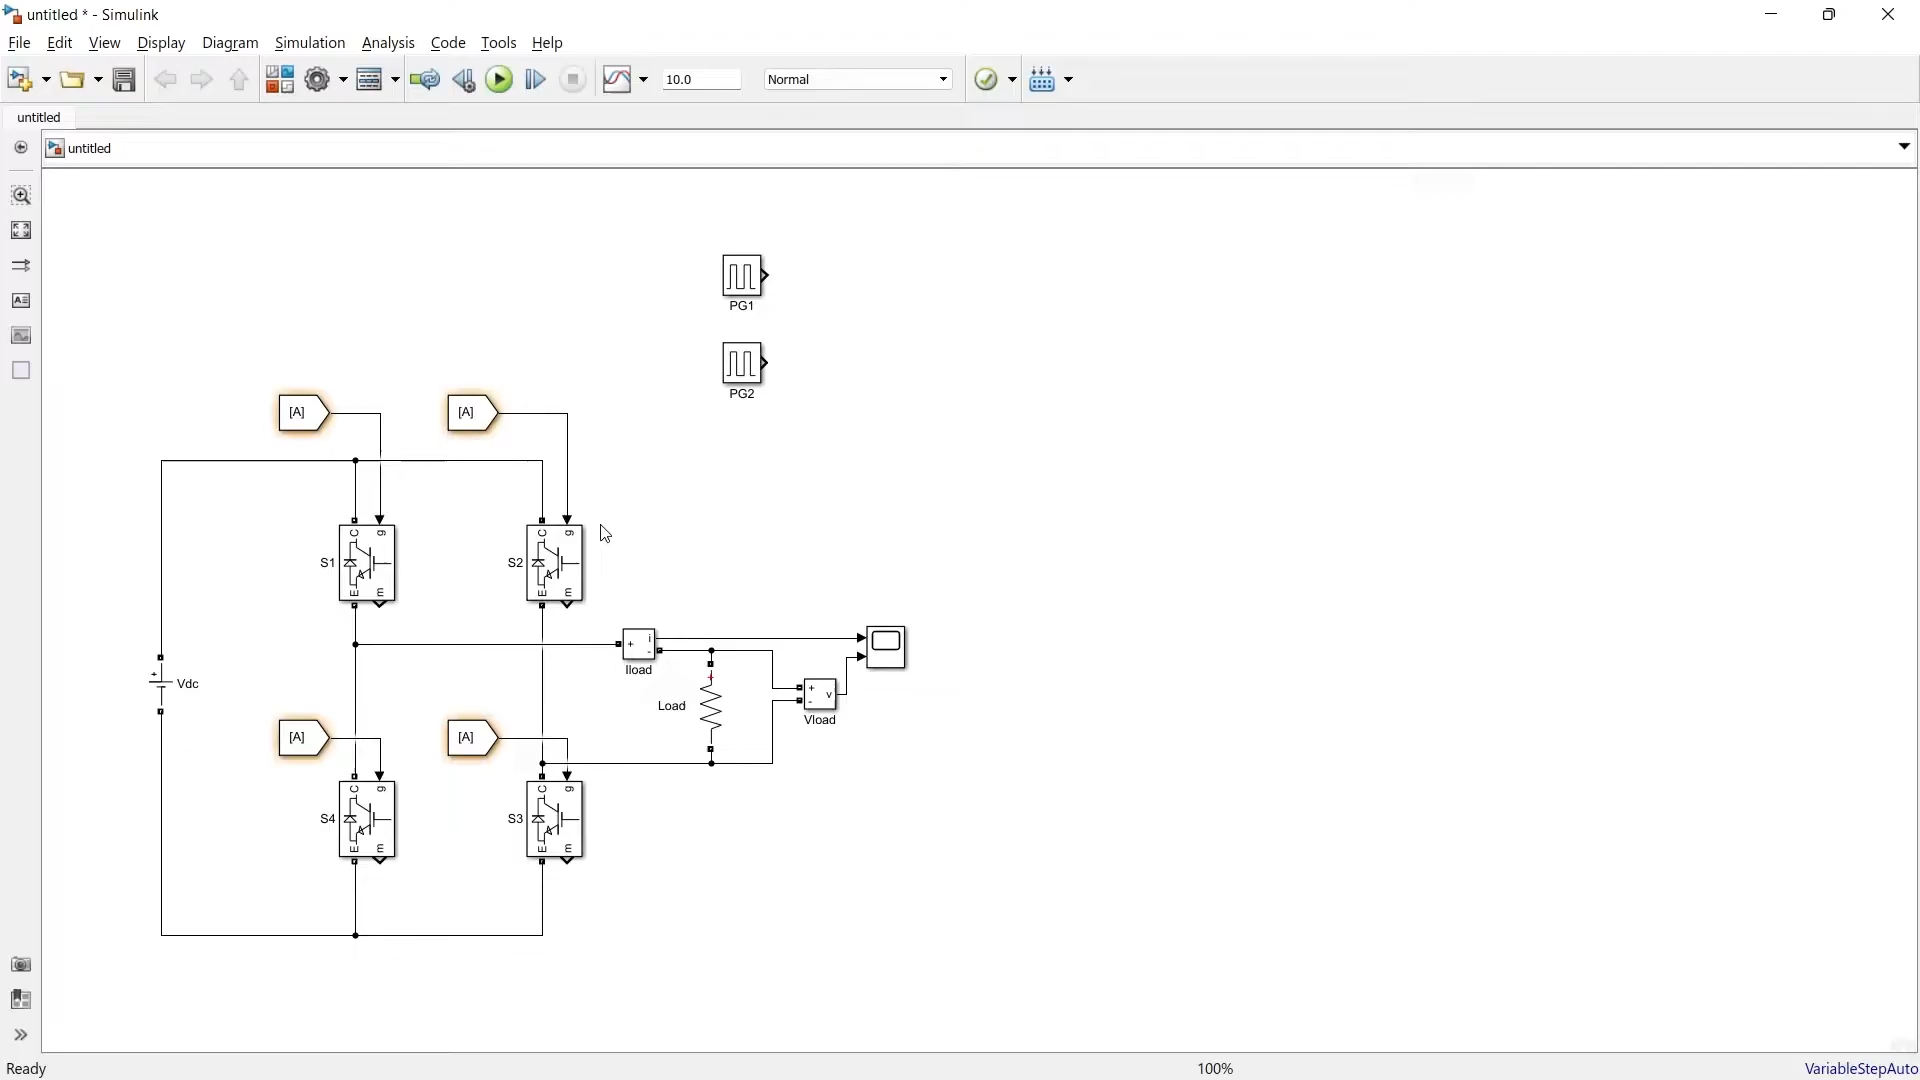 untitled * - Simulink
File Edit View Display Diagram Simulation Analysis Code Tools Help
10.0 Normal
untitled
untitled
PG1
PG2
[A] [A]
C g C g
S1 S2
E m E m
+ i
-
Iload
+
Vdc
+
Load
+ v
-
Vload
[A] [A]
C g C g
S4 S3
E m E m
Ready 100% VariableStepAuto